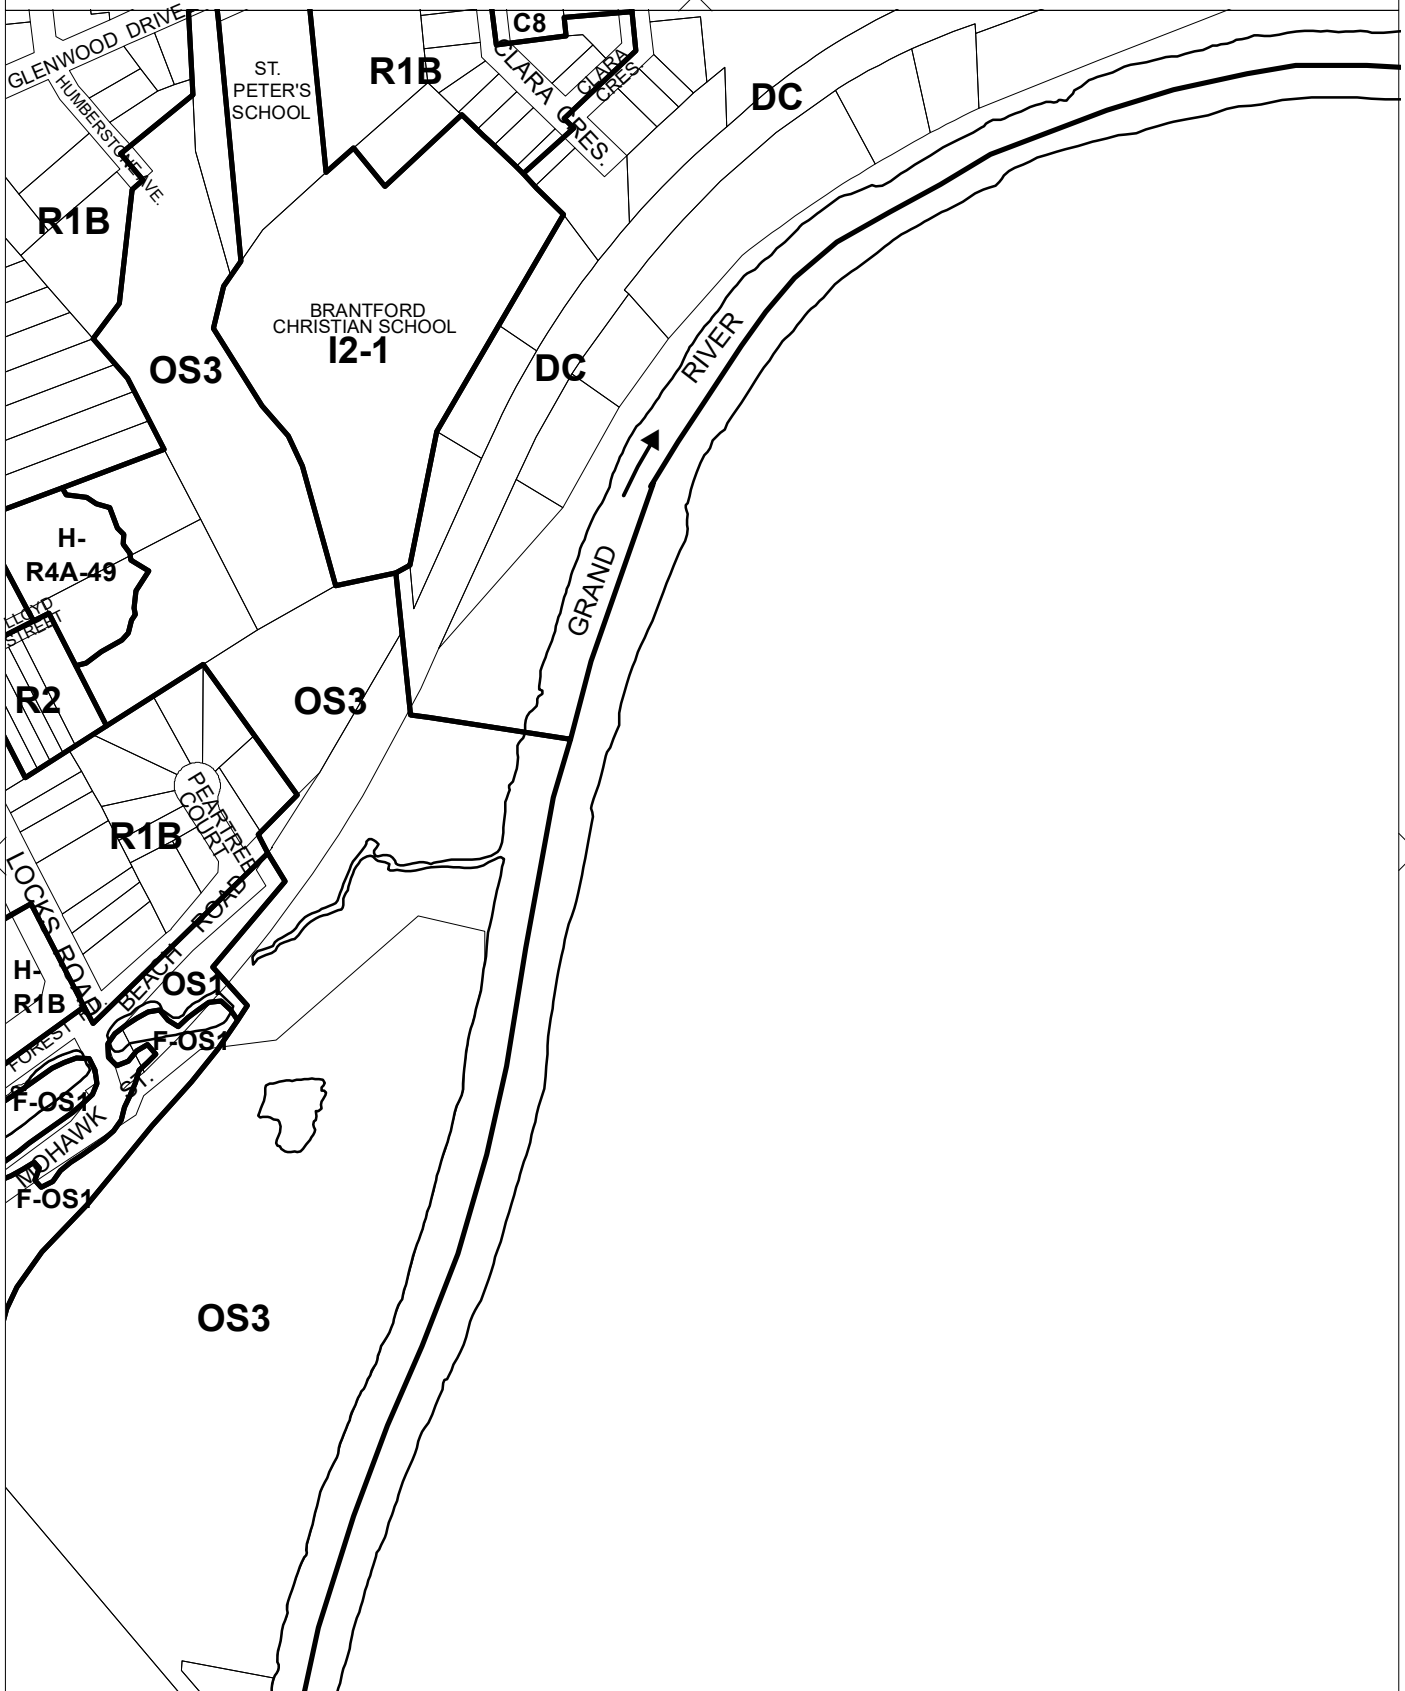 C8
GLENWOOD DRIVE
ST.
PETER'S
SCHOOL
R1B
CLARA CRES.
CLARA
CRES
DC
HUMBERSTONE AVE.
R1B
BRANTFORD
CHRISTIAN SCHOOL
I2-1
OS3
DC
RIVER
GRAND
H-
R4A-49
LLOYD
STREET
R2
OS3
PEARTREE
COURT
R1B
LOCKS ROAD
BEACH ROAD
H-
R1B
OS1
FOREST RD.
F-OS1
F-OS1
MOHAWK ST.
F-OS1
OS3